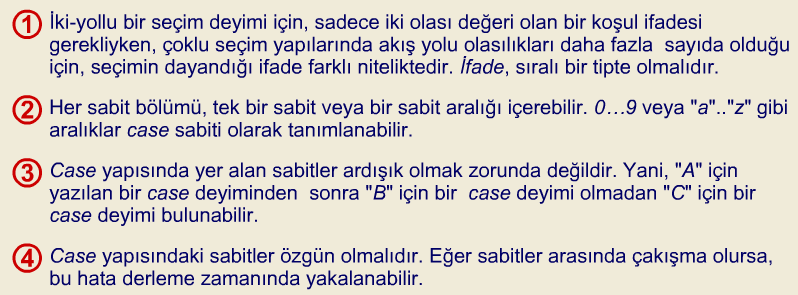 1 İki-yollu bir seçim deyimi için, sadece iki olası değeri olan bir koşul ifadesi
gerekliyken, çoklu seçim yapılarında akış yolu olasılıkları daha fazla sayıda olduğu
için, seçimin dayandığı ifade farklı niteliktedir. İfade, sıralı bir tipte olmalıdır.
2 Her sabit bölümü, tek bir sabit veya bir sabit aralığı içerebilir. 0…9 veya "a".."z" gibi
aralıklar case sabiti olarak tanımlanabilir.
3 Case yapısında yer alan sabitler ardışık olmak zorunda değildir. Yani, "A" için
yazılan bir case deyiminden sonra "B" için bir case deyimi olmadan "C" için bir
case deyimi bulunabilir.
4 Case yapısındaki sabitler özgün olmalıdır. Eğer sabitler arasında çakışma olursa,
bu hata derleme zamanında yakalanabilir.